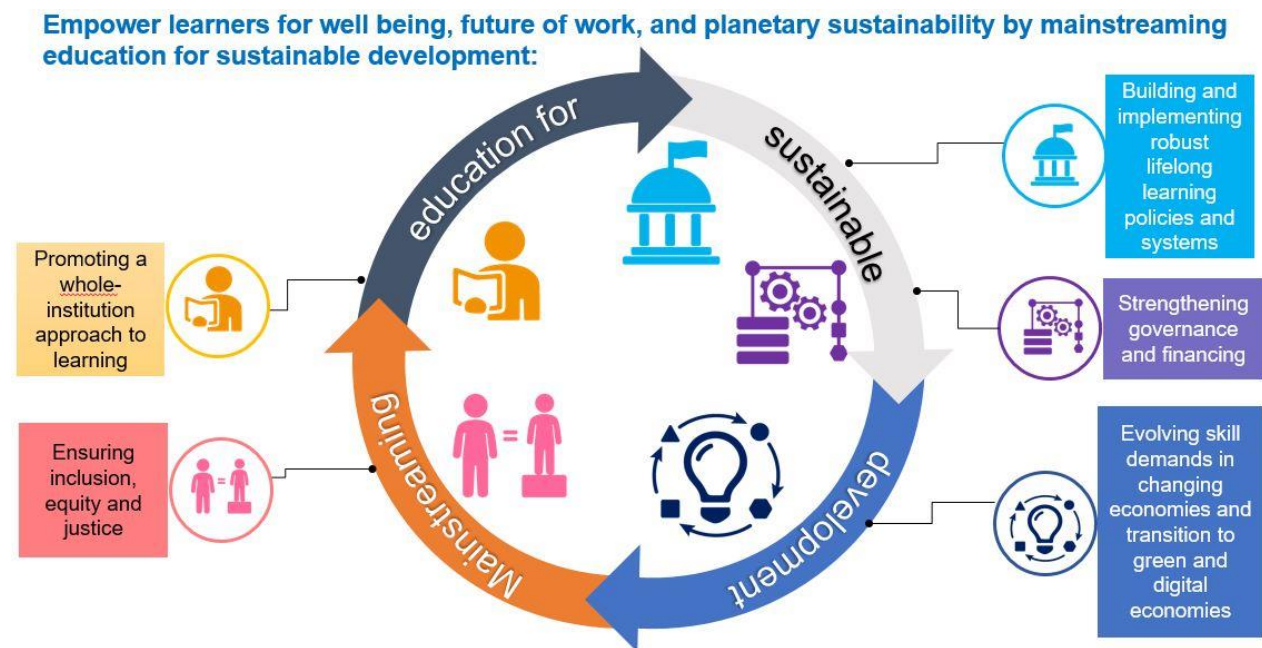 Empower learners for well being, future of work, and planetary sustainability by mainstreaming
education for sustainable development:
Mainstreaming
education for
sustainable
development
Building and
implementing
robust
lifelong
learning
policies and
systems
Strengthening
governance
and financing
Evolving skill
demands in
changing
economies and
transition to
green and
digital
economies
Promoting a
whole-
institution
approach to
learning
Ensuring
inclusion,
equity and
justice